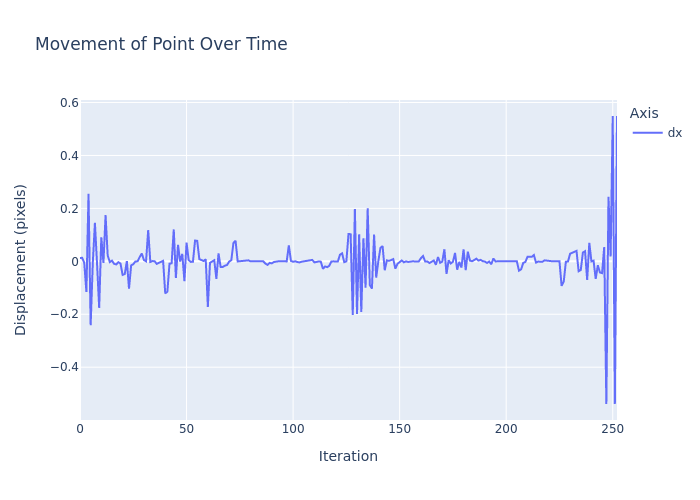 Movement of Point Over Time
Axis
dx
Displacement (pixels)
0.6
0.4
0.2
0
−0.2
−0.4
0
50
100
150
200
250
Iteration